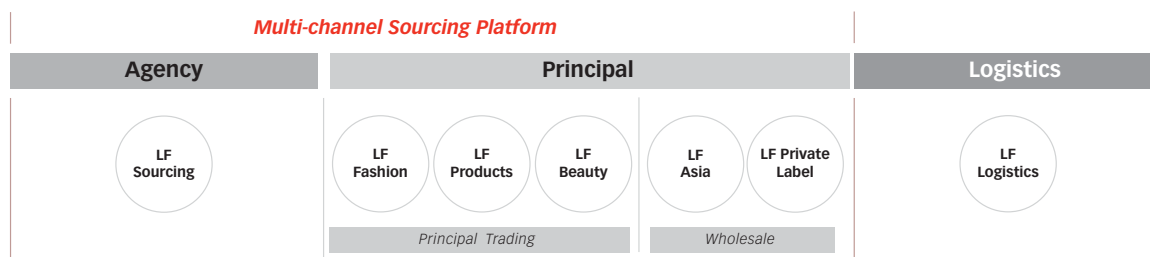 Multi-channel Sourcing Platform
Agency
Principal
Logistics
LF
Sourcing
LF
Fashion
LF
Products
LF
Beauty
LF
Asia
LF Private
Label
LF
Logistics
Principal Trading
Wholesale